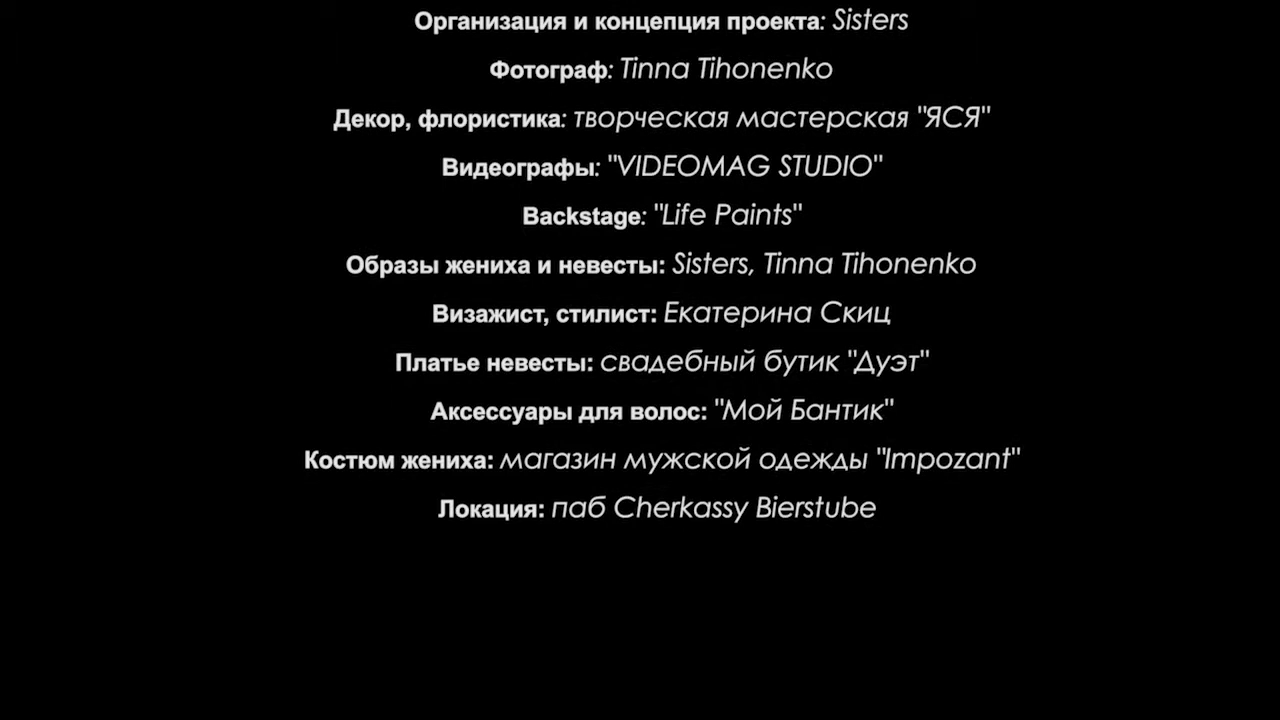 Организация и концепция проекта: Sisters
Фотограф: Tinna Tihonenko
Декор, флористика: творческая мастерская "ЯСЯ"
Видеографы: "VIDEOMAG STUDIO"
Backstage: "Life Paints"
Образы жениха и невесты: Sisters, Tinna Tihonenko
Визажист, стилист: Екатерина Скиц
Платье невесты: свадебный бутик "Дуэт"
Аксессуары для волос: "Мой Бантик"
Костюм жениха: магазин мужской одежды "Impozant"
Локация: паб Cherkassy Bierstube